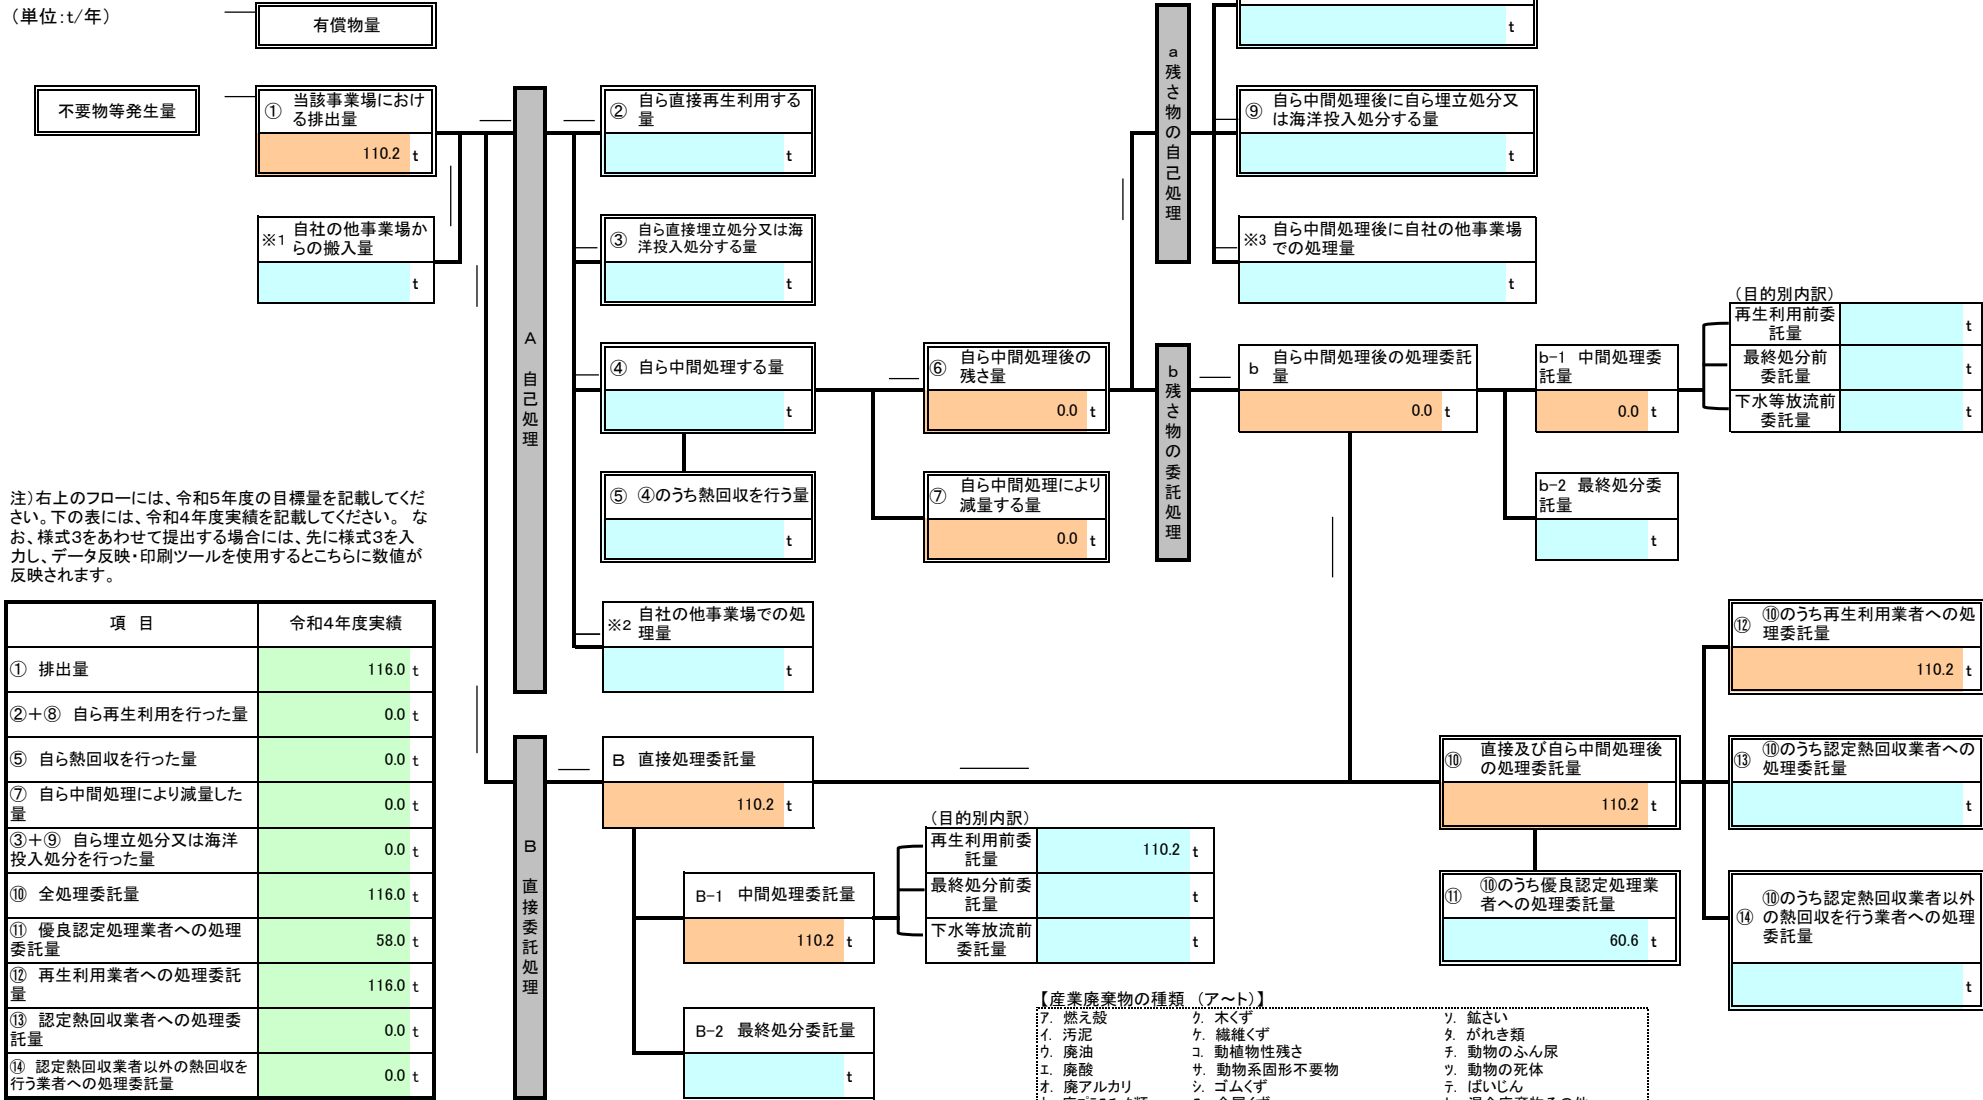 （単位:t/年）
有償物量
t
不要物等発生量
① 当該事業場におけ
る排出量
110.2 t
※1 自社の他事業場か
らの搬入量
t
A 自己処理
② 自ら直接再生利用する
量
t
③ 自ら直接埋立処分又は海
洋投入処分する量
t
④ 自ら中間処理する量
t
⑤ ④のうち熱回収を行う量
t
※2 自社の他事業場での処
理量
t
⑥ 自ら中間処理後の
残さ量
0.0 t
⑦ 自ら中間処理により
減量する量
0.0 t
a 残さ物の自己処理
⑨ 自ら中間処理後に自ら埋立処分又
は海洋投入処分する量
t
※3 自ら中間処理後に自社の他事業場
での処理量
t
b 残さ物の委託処理
b 自ら中間処理後の処理委託
量
0.0 t
b-1 中間処理委
託量
0.0 t
b-2 最終処分委
託量
t
（目的別内訳）
再生利用前委
託量
t
最終処分前
委託量
t
下水等放流前
委託量
t
注）右上のフローには、令和5年度の目標量を記載してくだ
さい。下の表には、令和4年度実績を記載してください。 な
お、様式3をあわせて提出する場合には、先に様式3を入
力し、データ反映・印刷ツールを使用するとこちらに数値が
反映されます。
項 目 令和4年度実績
① 排出量 116.0 t
②＋⑧ 自ら再生利用を行った量 0.0 t
⑤ 自ら熱回収を行った量 0.0 t
⑦ 自ら中間処理により減量した
量 0.0 t
③＋⑨ 自ら埋立処分又は海洋
投入処分を行った量 0.0 t
⑩ 全処理委託量 116.0 t
⑪ 優良認定処理業者への処理
委託量 58.0 t
⑫ 再生利用業者への処理委託
量 116.0 t
⑬ 認定熱回収業者への処理委
託量 0.0 t
⑭ 認定熱回収業者以外の熱回収を
行う業者への処理委託量 0.0 t
B 直接委託処理
B 直接処理委託量
110.2 t
B-1 中間処理委託量
110.2 t
B-2 最終処分委託量
t
（目的別内訳）
再生利用前委
託量
110.2 t
最終処分前委
託量
t
下水等放流前
委託量
t
⑩ 直接及び自ら中間処理後
の処理委託量
110.2 t
⑪ ⑩のうち優良認定処理業
者への処理委託量
60.6 t
⑫ ⑩のうち再生利用業者への処
理委託量
110.2 t
⑬ ⑩のうち認定熱回収業者への
処理委託量
t
⑭ ⑩のうち認定熱回収業者以外
の熱回収を行う業者への処理
委託量
t
【産業廃棄物の種類 （ア～ト）】
ｱ. 燃え殻 ｸ. 木くず ｿ. 鉱さい
ｲ. 汚泥 ｹ. 繊維くず ﾀ. がれき類
ｳ. 廃油 ｺ. 動植物性残さ ﾁ. 動物のふん尿
ｴ. 廃酸 ｻ. 動物系固形不要物 ﾂ. 動物の死体
ｵ. 廃アルカリ ｼ. ゴムくず ﾃ. ばいじん